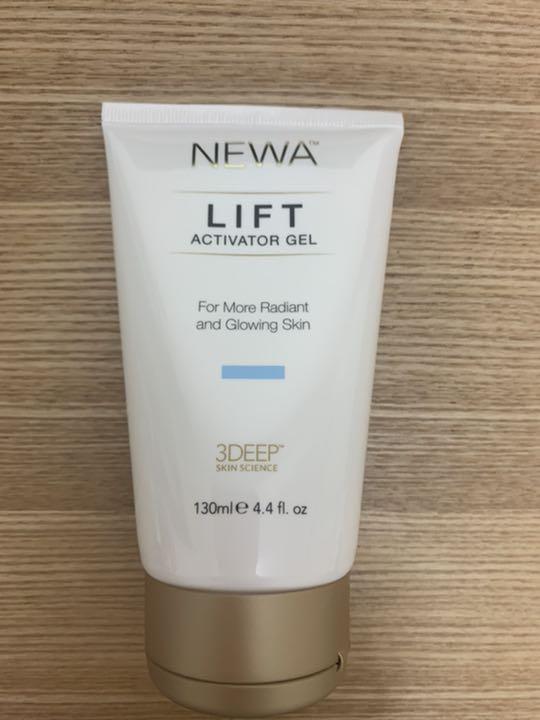 NEWA™
LIFT
ACTIVATOR GEL
For More Radiant
and Glowing Skin
3DEEP™
SKIN SCIENCE
130ml℮ 4.4 fl. oz